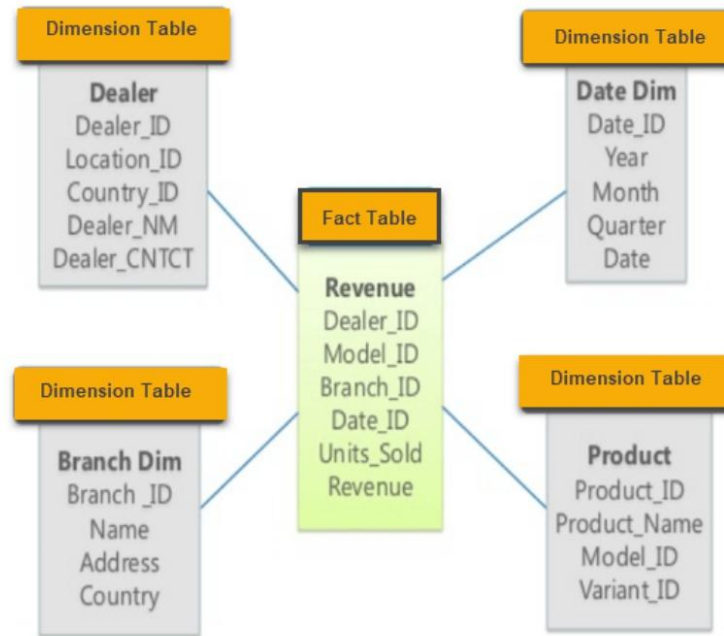 Dimension Table
Dealer
Dealer_ID
Location_ID
Country_ID
Dealer_NM
Dealer_CNTCT
Dimension Table
Date Dim
Date_ID
Year
Month
Quarter
Date
Fact Table
Revenue
Dealer_ID
Model_ID
Branch_ID
Date_ID
Units_Sold
Revenue
Dimension Table
Branch Dim
Branch _ID
Name
Address
Country
Dimension Table
Product
Product_ID
Product_Name
Model_ID
Variant_ID